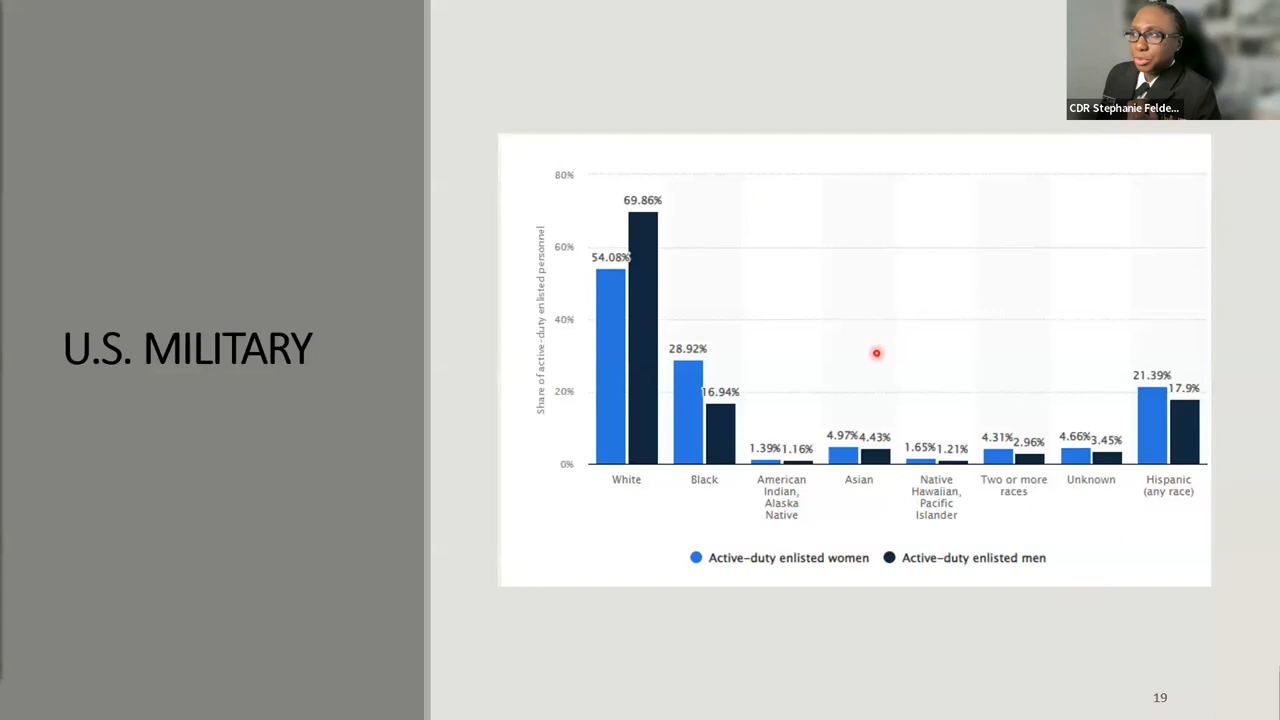 CDR Stephanie Felde...
U.S. MILITARY
Share of active-duty enlisted personnel
80%
60%
40%
20%
0%
54.08%
69.86%
28.92%
16.94%
1.39%
1.16%
4.97%
4.43%
1.65%
1.21%
4.31%
2.96%
4.66%
3.45%
21.39%
17.9%
White
Black
American
Indian,
Alaska
Native
Asian
Native
Hawaiian,
Pacific
Islander
Two or more
races
Unknown
Hispanic
(any race)
Active-duty enlisted women
Active-duty enlisted men
19